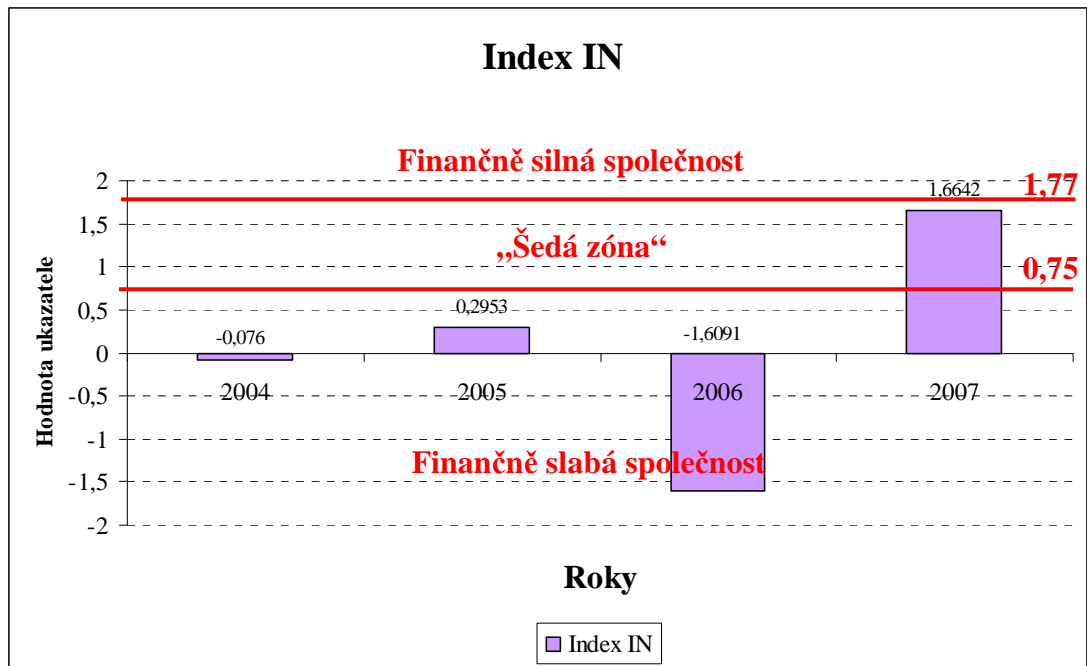 Index IN
Finančně silná společnost
1,77
1,6642
„Šedá zóna“
0,75
0,2953
-0,076
-1,6091
2
1,5
1
0,5
0
-0,5
-1
-1,5
-2
Hodnota ukazatele
2004
2005
2006
2007
Finančně slabá společnost
Roky
Index IN